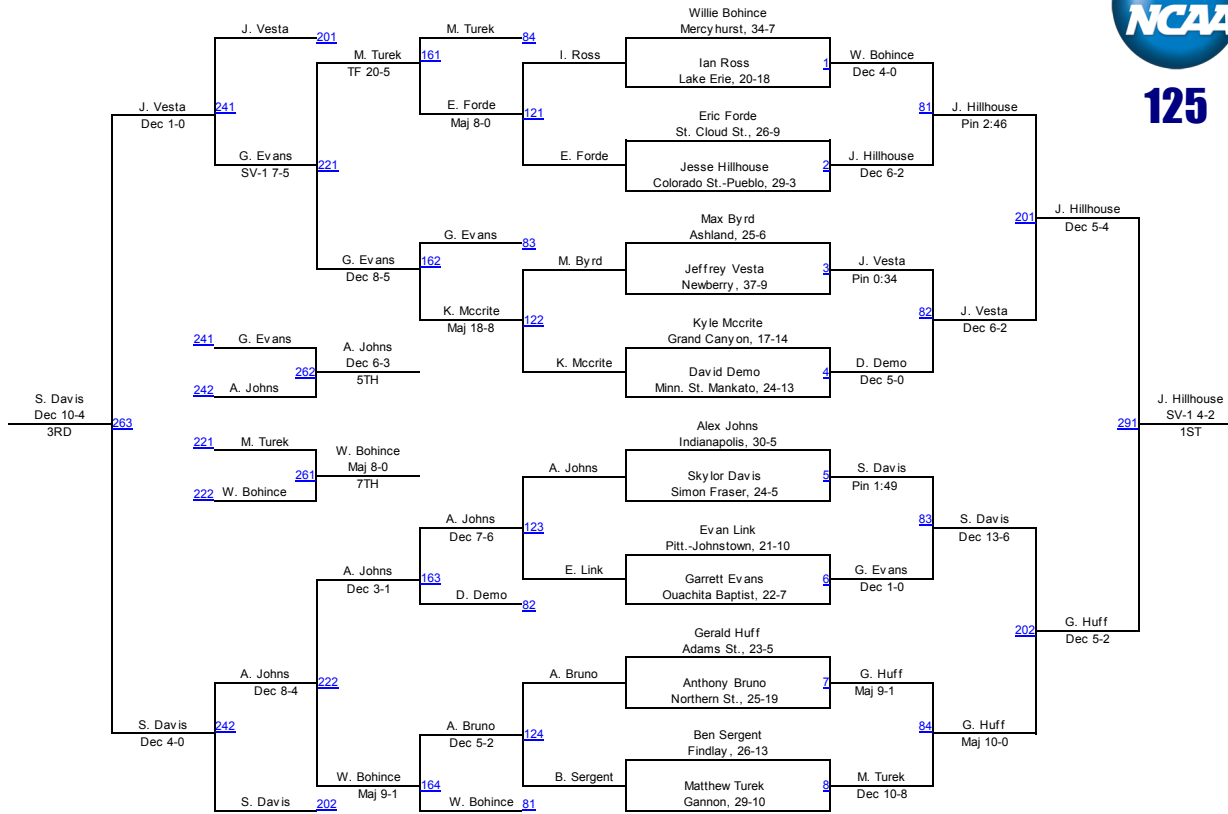 NCAA
125
Willie Bohince
Mercyhurst, 34-7
Ian Ross
Lake Erie, 20-18
1
Eric Forde
St. Cloud St., 26-9
Jesse Hillhouse
Colorado St.-Pueblo, 29-3
2
Max Byrd
Ashland, 25-6
Jeffrey Vesta
Newberry, 37-9
3
Kyle Mccrite
Grand Canyon, 17-14
David Demo
Minn. St. Mankato, 24-13
4
Alex Johns
Indianapolis, 30-5
Skylor Davis
Simon Fraser, 24-5
5
Evan Link
Pitt.-Johnstown, 21-10
Garrett Evans
Ouachita Baptist, 22-7
6
Gerald Huff
Adams St., 23-5
Anthony Bruno
Northern St., 25-19
7
Ben Sergent
Findlay, 26-13
Matthew Turek
Gannon, 29-10
8
W. Bohince
Dec 4-0
81
J. Hillhouse
Dec 6-2
J. Vesta
Pin 0:34
82
D. Demo
Dec 5-0
S. Davis
Pin 1:49
83
G. Evans
Dec 1-0
G. Huff
Maj 9-1
84
M. Turek
Dec 10-8
J. Hillhouse
Pin 2:46
201
J. Vesta
Dec 6-2
S. Davis
Dec 13-6
202
G. Huff
Maj 10-0
J. Hillhouse
Dec 5-4
291
G. Huff
Dec 5-2
J. Hillhouse
SV-1 4-2
1ST
I. Ross
121
E. Forde
M. Byrd
122
K. Mccrite
A. Johns
123
E. Link
A. Bruno
124
B. Sergent
M. Turek
84
161
E. Forde
Maj 8-0
G. Evans
83
162
K. Mccrite
Maj 18-8
A. Johns
Dec 7-6
163
D. Demo
82
A. Bruno
Dec 5-2
164
W. Bohince
81
M. Turek
TF 20-5
221
G. Evans
Dec 8-5
A. Johns
Dec 3-1
222
W. Bohince
Maj 9-1
J. Vesta
201
241
G. Evans
SV-1 7-5
A. Johns
Dec 8-4
242
S. Davis
202
J. Vesta
Dec 1-0
263
S. Davis
Dec 4-0
S. Davis
Dec 10-4
3RD
241
G. Evans
262
242
A. Johns
A. Johns
Dec 6-3
5TH
221
M. Turek
261
222
W. Bohince
W. Bohince
Maj 8-0
7TH